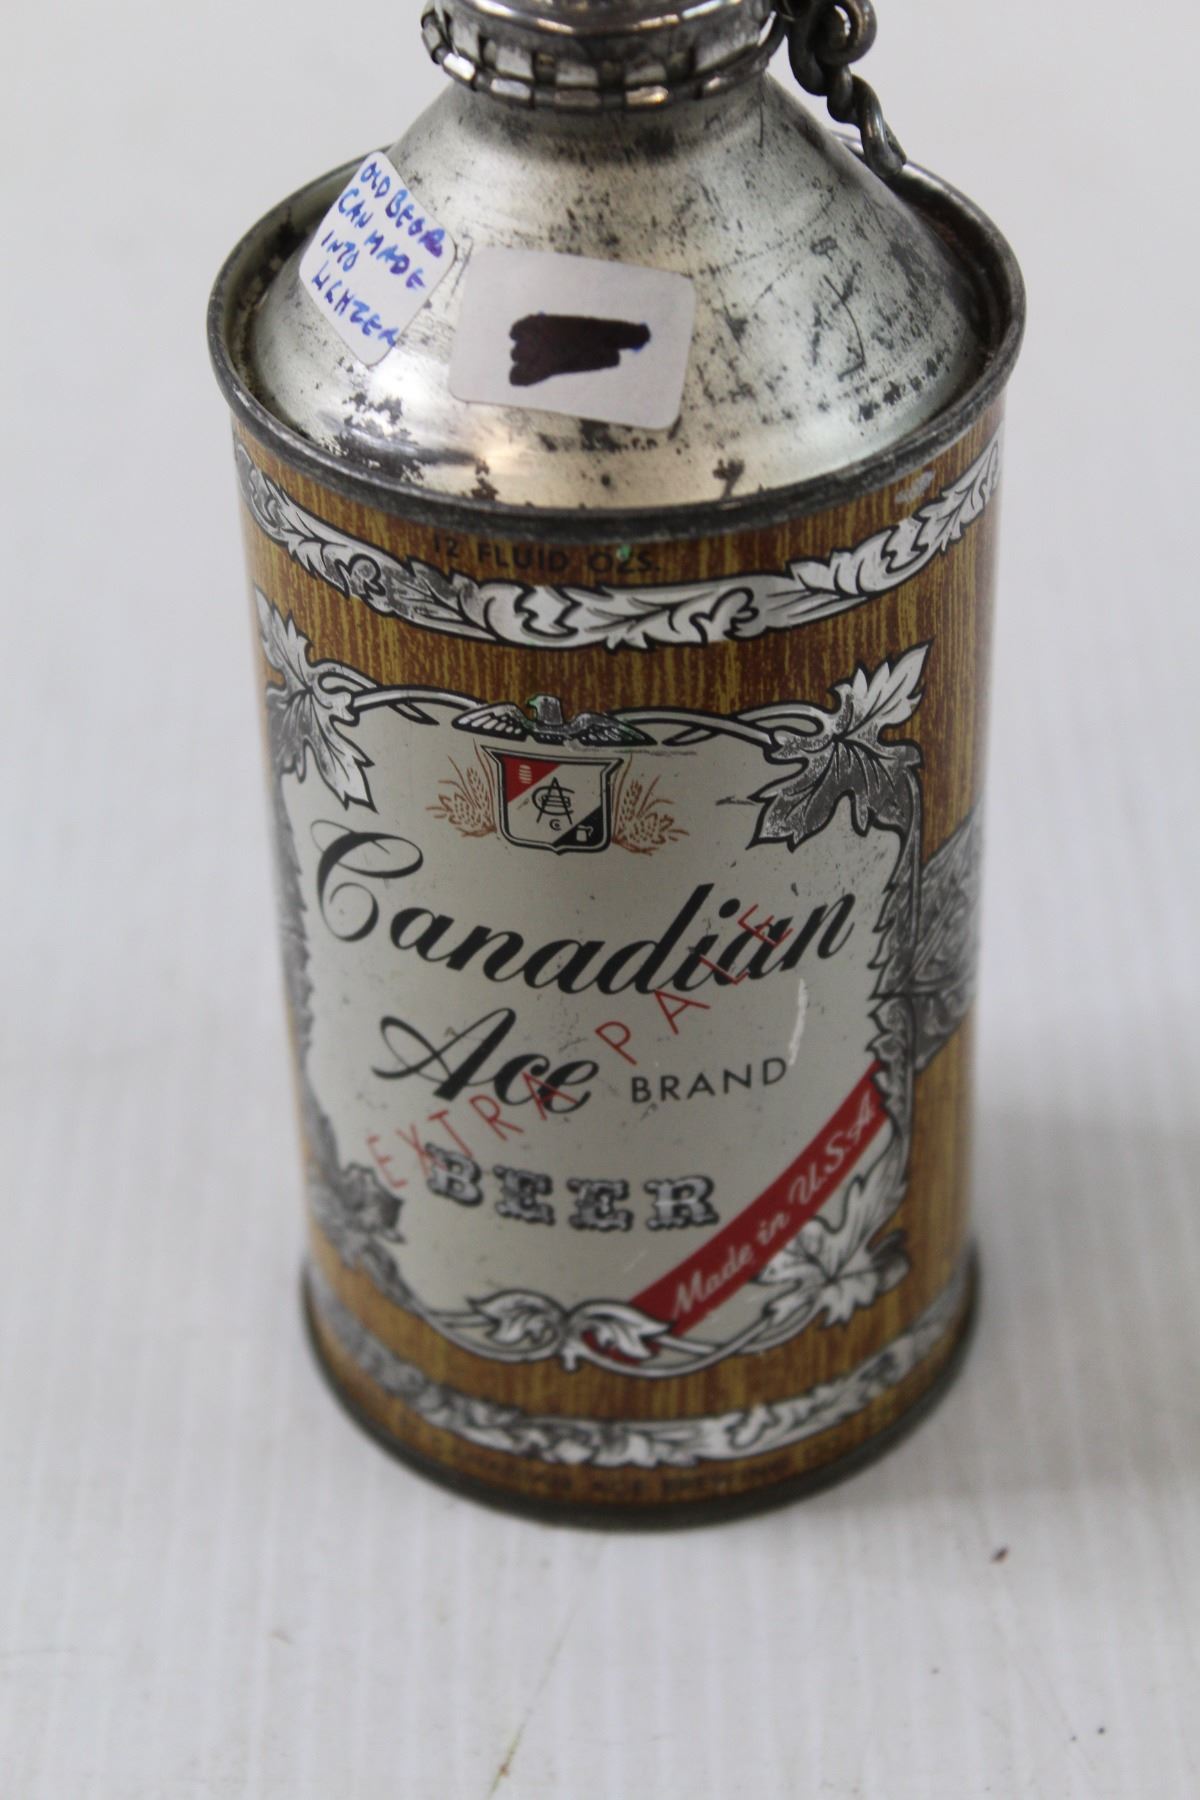 OLD BEER
CAN MADE
INTO
LIGHTER
12 FLUID OZS.
Canadian
Ace BRAND
EXTRA PALE
BEER
Made in U.S.A.